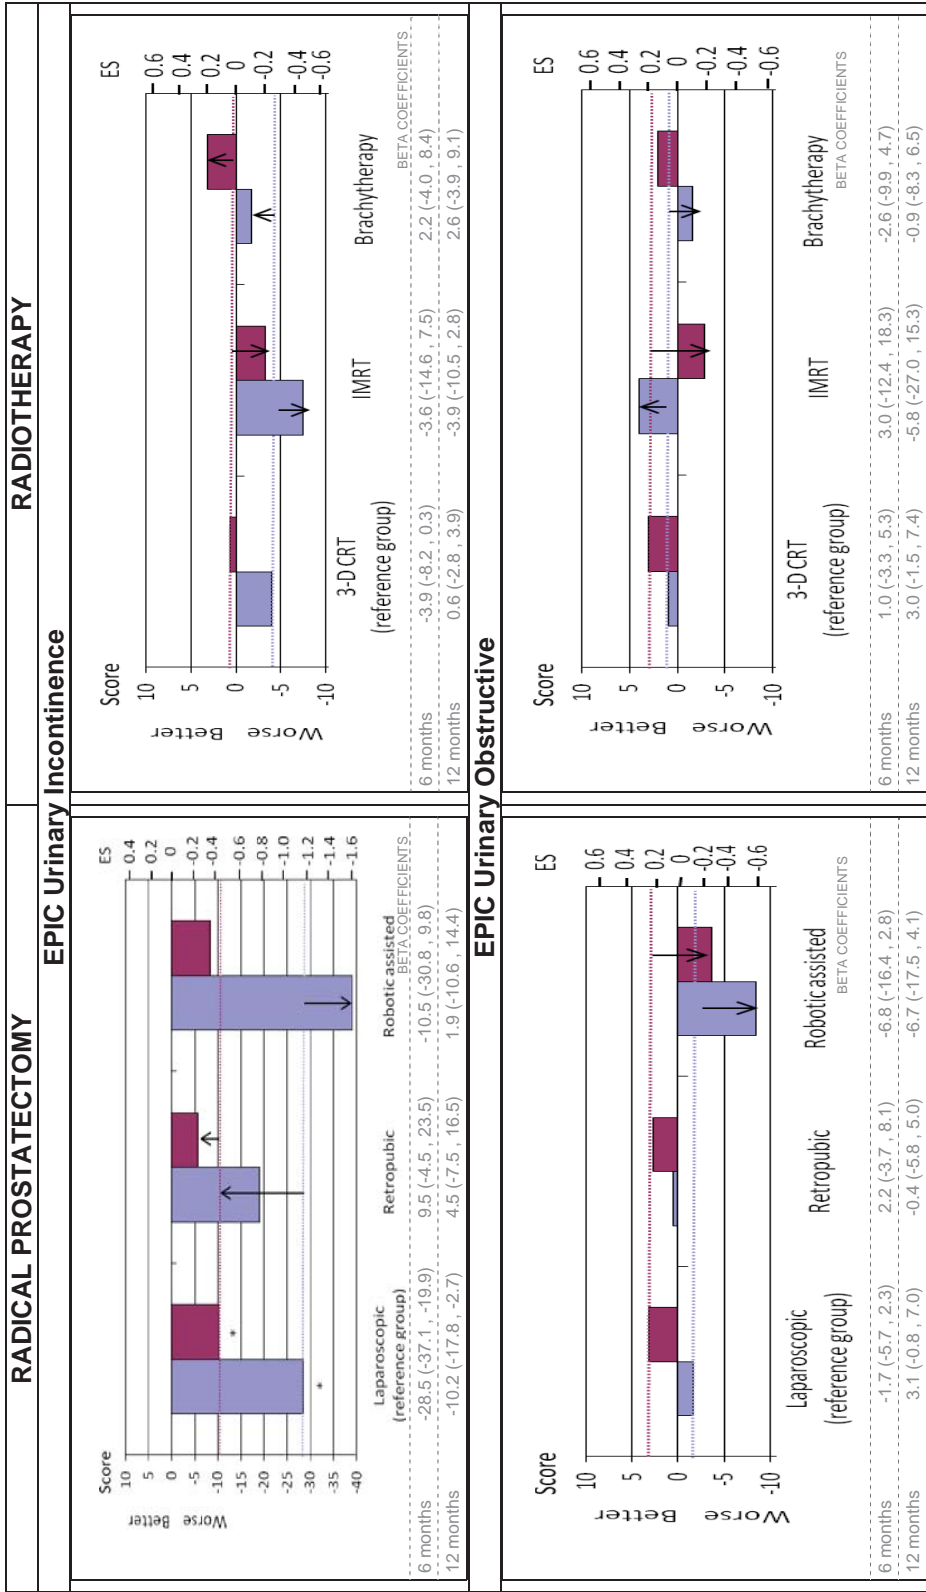 RADICAL PROSTATECTOMY
RADIOTHERAPY
EPIC Urinary Incontinence
Score
ES
10
5
0
-5
-10
-15
-20
-25
-30
-35
-40
Worse Better
0.4
0.2
0
-0.2
-0.4
-0.6
-0.8
-1.0
-1.2
-1.4
-1.6
*
*
Laparoscopic
(reference group)
Retropubic
Robotic assisted
BETA COEFFICIENTS
6 months -28.5 (-37.1 , -19.9) 9.5 (-4.5 , 23.5) -10.5 (-30.8 , 9.8)
12 months -10.2 (-17.8 , -2.7) 4.5 (-7.5 , 16.5) 1.9 (-10.6 , 14.4)
Score
ES
10
5
0
-5
-10
Worse Better
0.6
0.4
0.2
0
-0.2
-0.4
-0.6
3-D CRT
(reference group)
IMRT
Brachytherapy
BETA COEFFICIENTS
6 months -3.9 (-8.2 , 0.3) -3.6 (-14.6 , 7.5) 2.2 (-4.0 , 8.4)
12 months 0.6 (-2.8 , 3.9) -3.9 (-10.5 , 2.8) 2.6 (-3.9 , 9.1)
EPIC Urinary Obstructive
Score
ES
10
5
0
-5
-10
Worse Better
0.6
0.4
0.2
0
-0.2
-0.4
-0.6
Laparoscopic
(reference group)
Retropubic
Robotic assisted
BETA COEFFICIENTS
6 months -1.7 (-5.7 , 2.3) 2.2 (-3.7 , 8.1) -6.8 (-16.4 , 2.8)
12 months 3.1 (-0.8 , 7.0) -0.4 (-5.8 , 5.0) -6.7 (-17.5 , 4.1)
Score
ES
10
5
0
-5
-10
Worse Better
0.6
0.4
0.2
0
-0.2
-0.4
-0.6
3-D CRT
(reference group)
IMRT
Brachytherapy
BETA COEFFICIENTS
6 months 1.0 (-3.3 , 5.3) 3.0 (-12.4 , 18.3) -2.6 (-9.9 , 4.7)
12 months 3.0 (-1.5 , 7.4) -5.8 (-27.0 , 15.3) -0.9 (-8.3 , 6.5)